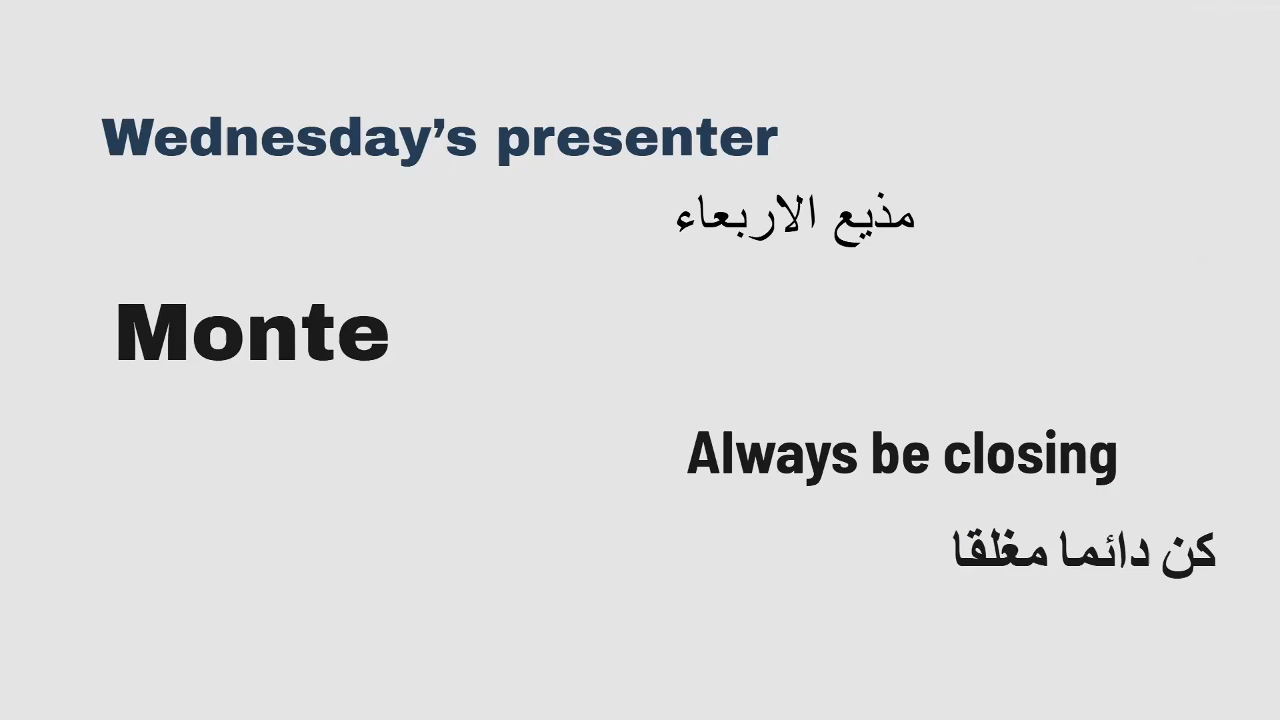 Wednesday’s presenter
مذيع الاربعاء
Monte
Always be closing
كن دائما مغلقا